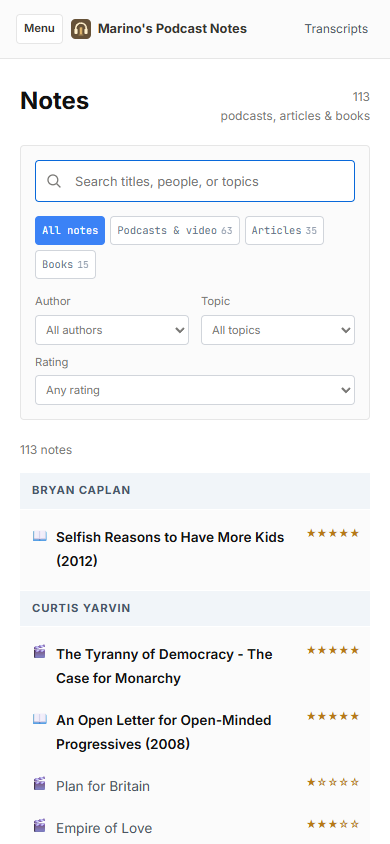 Menu
Marino's Podcast Notes
Transcripts
Notes
113
podcasts, articles & books
Search titles, people, or topics
All notes
Podcasts & video 63
Articles 35
Books 15
Author
Topic
All authors
All topics
Rating
Any rating
113 notes
BRYAN CAPLAN
Selfish Reasons to Have More Kids
(2012)
★★★★★
CURTIS YARVIN
The Tyranny of Democracy - The
Case for Monarchy
★★★★★
An Open Letter for Open-Minded
Progressives (2008)
★★★★★
Plan for Britain
★☆☆☆☆
Empire of Love
★★★☆☆